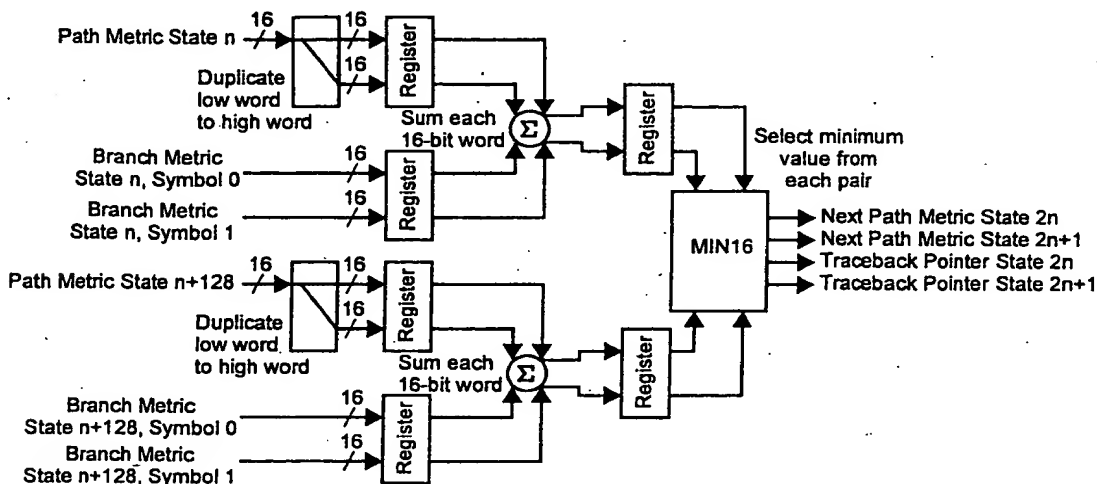 16
16
Path Metric State n
16
Register
Duplicate
low word
to high word
Sum each
16-bit word
Σ
Branch Metric
State n, Symbol 0
16
Branch Metric
State n, Symbol 1
16
Register
Register
Select minimum
value from
each pair
MIN16
Next Path Metric State 2n
Next Path Metric State 2n+1
Traceback Pointer State 2n
Traceback Pointer State 2n+1
16
16
Path Metric State n+128
16
Register
Duplicate
low word
to high word
Sum each
16-bit word
Σ
Register
Branch Metric
State n+128, Symbol 0
16
Branch Metric
State n+128, Symbol 1
16
Register